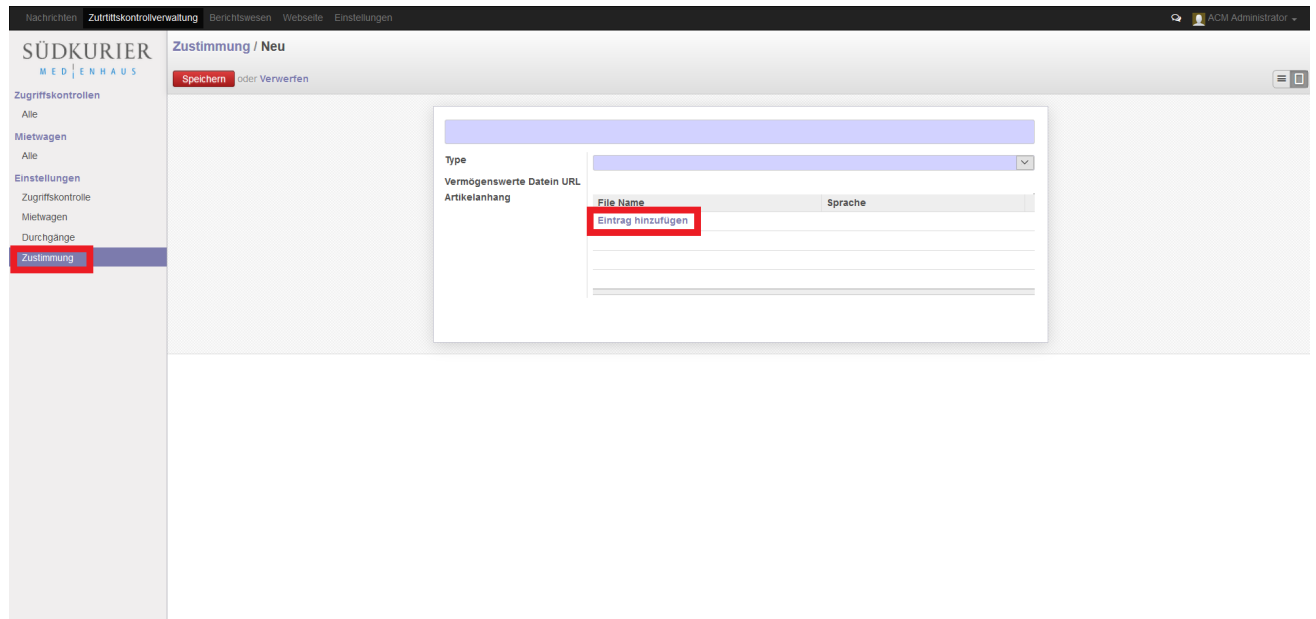 Nachrichten Zutrtittskontrollverwaltung Berichtswesen Webseite Einstellungen ACM Administrator
SÜDKURIER
MEDIENHAUS
Zustimmung / Neu
Speichern oder Verwerfen
Zugriffskontrollen
Alle
Mietwagen
Alle
Einstellungen
Zugriffskontrolle
Mietwagen
Durchgänge
Zustimmung
Type
Vermögenswerte Datein URL
Artikelanhang
File Name Sprache
Eintrag hinzufügen